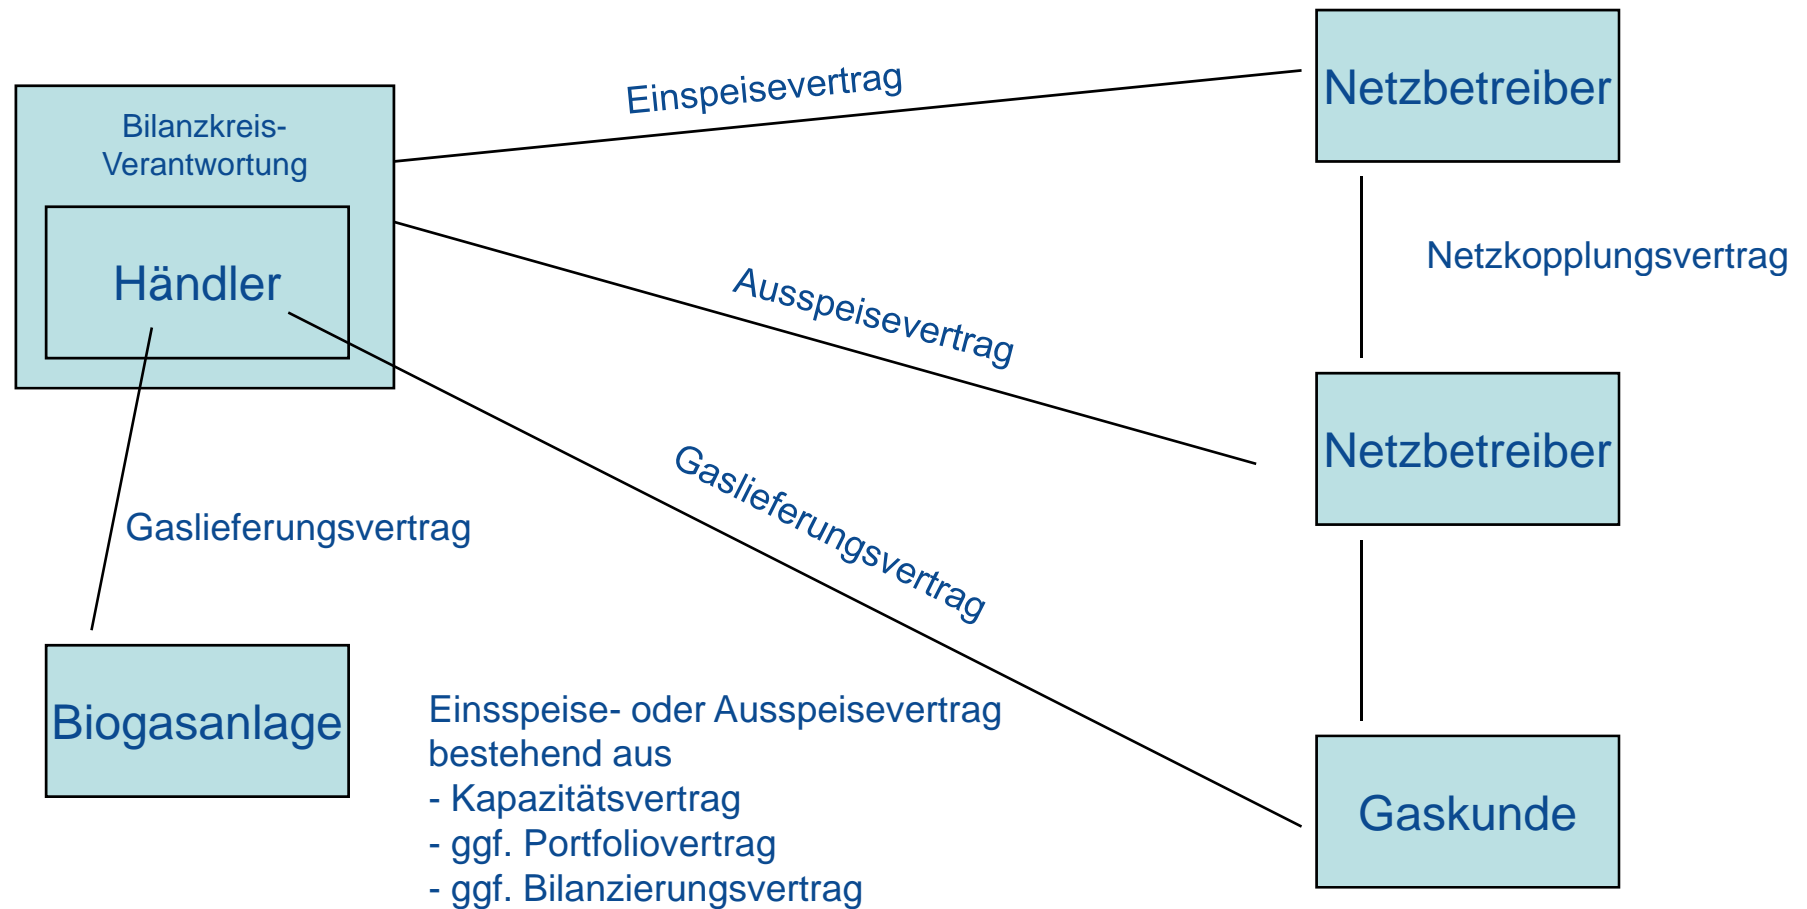 Netzbetreiber
Einspeisevertrag
Bilanzkreis-
Verantwortung
Netzkopplungsvertrag
Händler
Ausspeisevertrag
Netzbetreiber
Gaslieferungsvertrag
Gaslieferungsvertrag
Biogasanlage
Einsspeise- oder Ausspeisevertrag
bestehend aus
- Kapazitätsvertrag
- ggf. Portfoliovertrag
- ggf. Bilanzierungsvertrag
Gaskunde